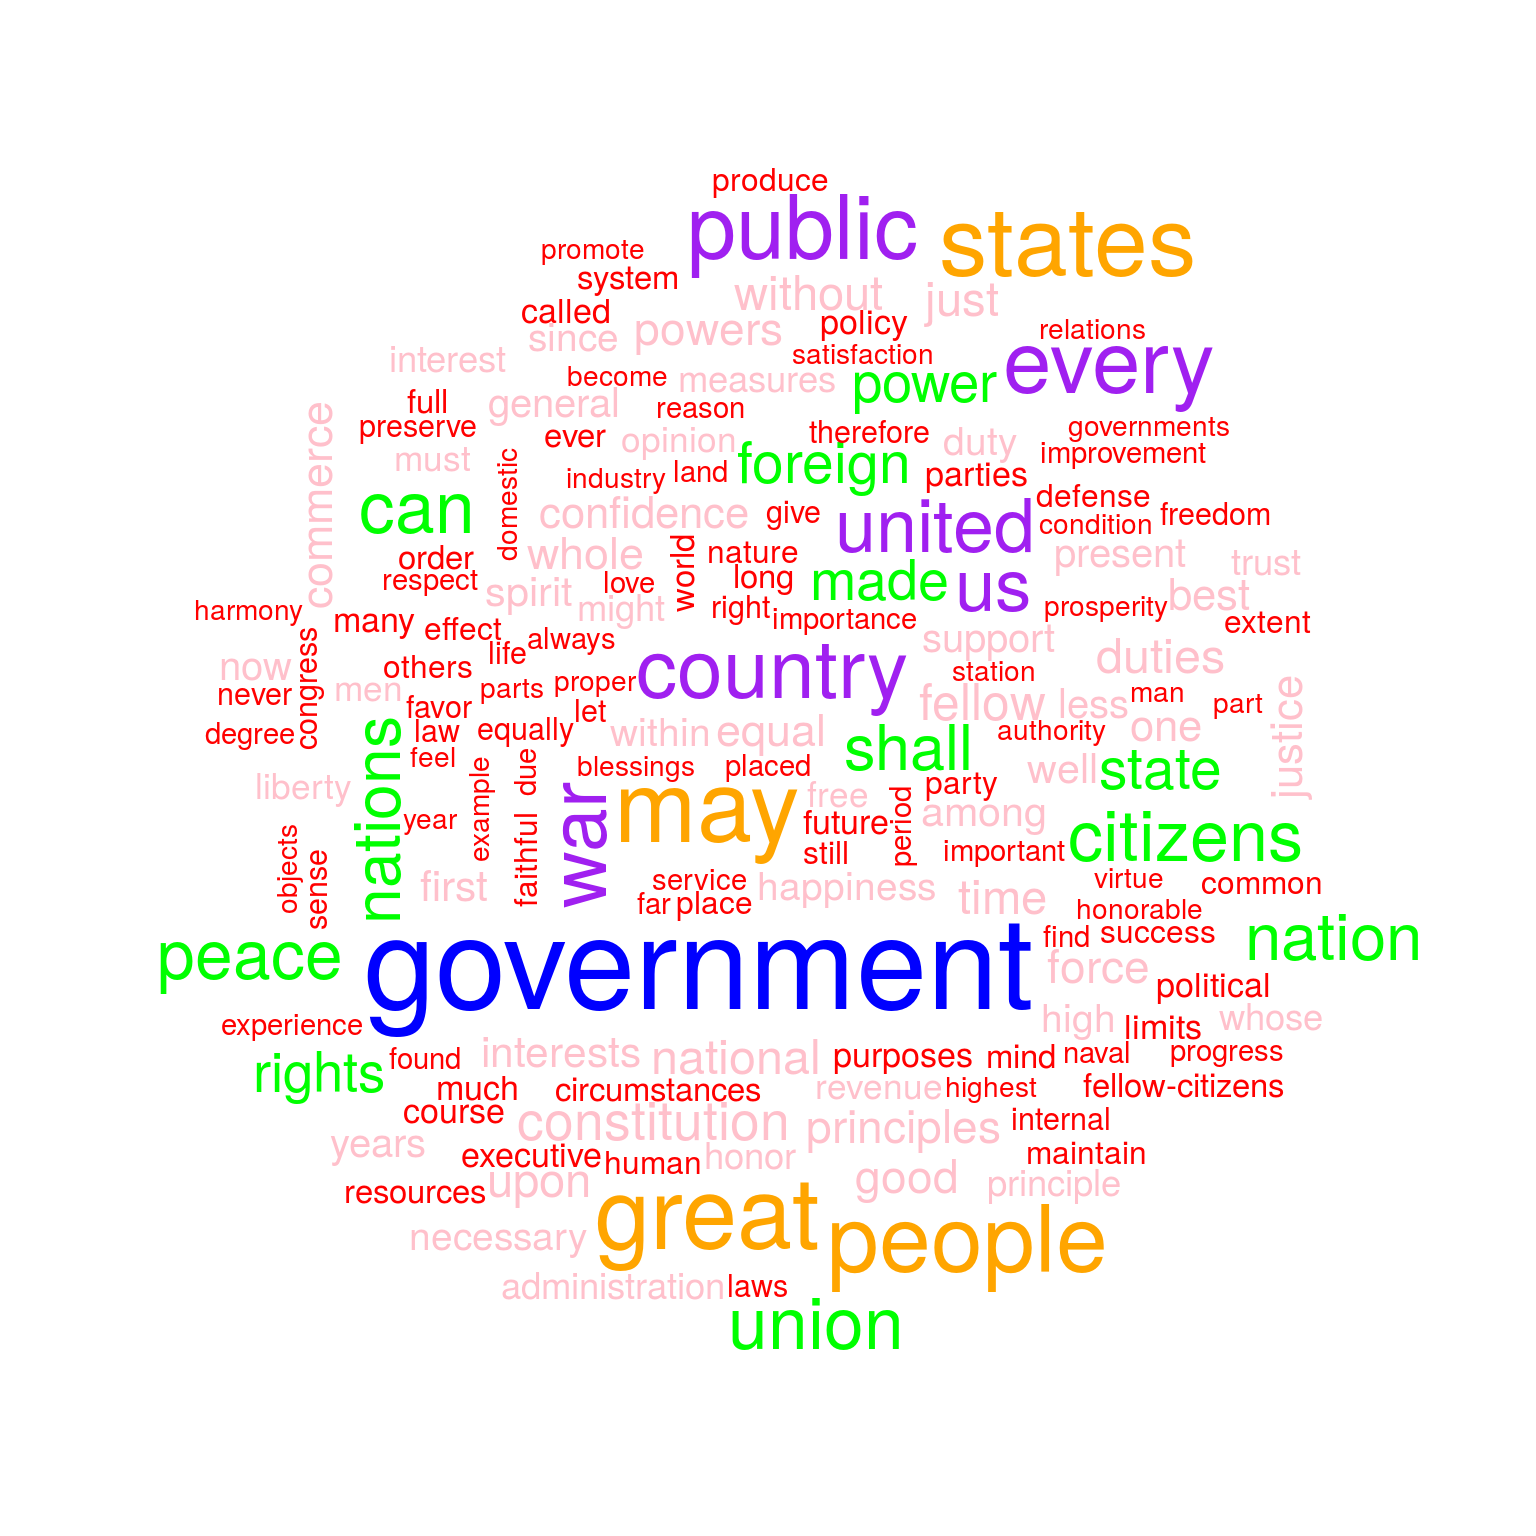 produce
public
states
promote
system
without
just
called
since
powers
policy
relations
interest
satisfaction
every
become
measures
power
full
general
reason
preserve
ever
opinion
therefore
duty
governments
commerce
must
domestic
industry
land
foreign
parties
improvement
can
confidence
give
united
defense
condition
freedom
order
whole
world
nature
present
trust
respect
spirit
love
long
made
us
best
harmony
might
right
importance
prosperity
extent
many
effect
always
support
congress
now
others
life
country
station
duties
never
men
parts
proper
fellow
less
man
part
justice
favor
let
degree
law
equally
within
equal
shall
authority
one
nations
feel
blessings
placed
well
state
liberty
example
due
war
may
free
party
period
among
year
faithful
future
citizens
objects
sense
still
important
first
service
happiness
virtue
common
far
place
time
honorable
peace
government
find
success
nation
force
political
experience
high
limits
whose
rights
found
interests
national
purposes
mind
naval
progress
much
circumstances
revenue
highest
fellow-citizens
course
constitution
principles
internal
years
executive
human
honor
maintain
resources
upon
good
principle
necessary
great
people
administration
laws
union